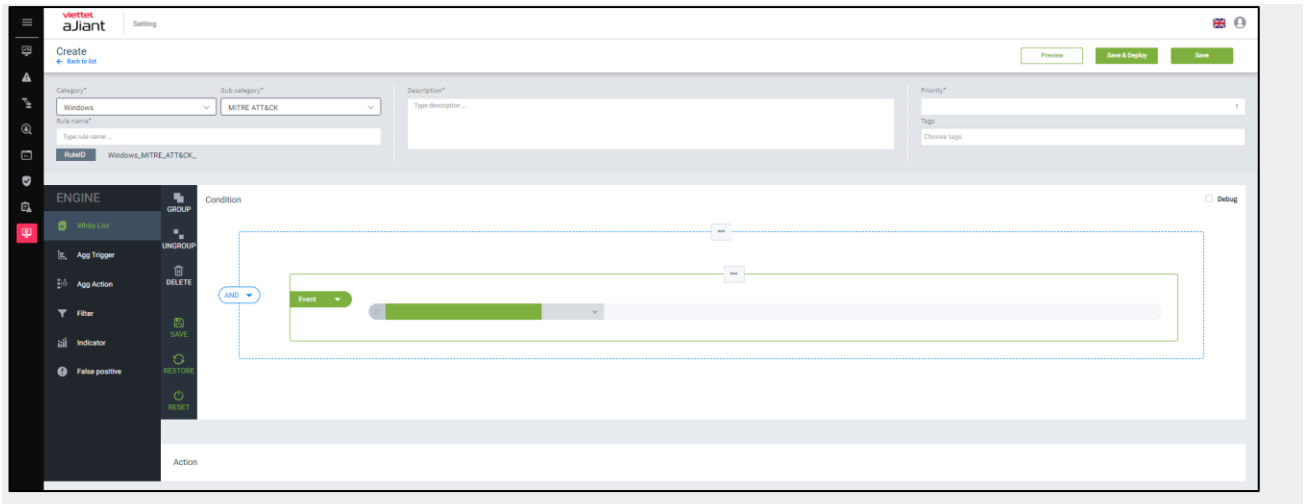 viettel
aJiant
Setting
Create
← Back to list
Preview
Save & Deploy
Save
Category*
Sub category*
Description*
Priority*
Windows
MITRE ATT&CK
Type description ...
1
Rule name*
Tags
Type rule name...
Choose tags
RuleID
Windows_MITRE_ATT&CK_
ENGINE
GROUP
Condition
Debug
White List
UNGROUP
Agg Trigger
DELETE
Agg Action
AND
Event
Filter
SAVE
Indicator
RESTORE
False positive
RESET
Action